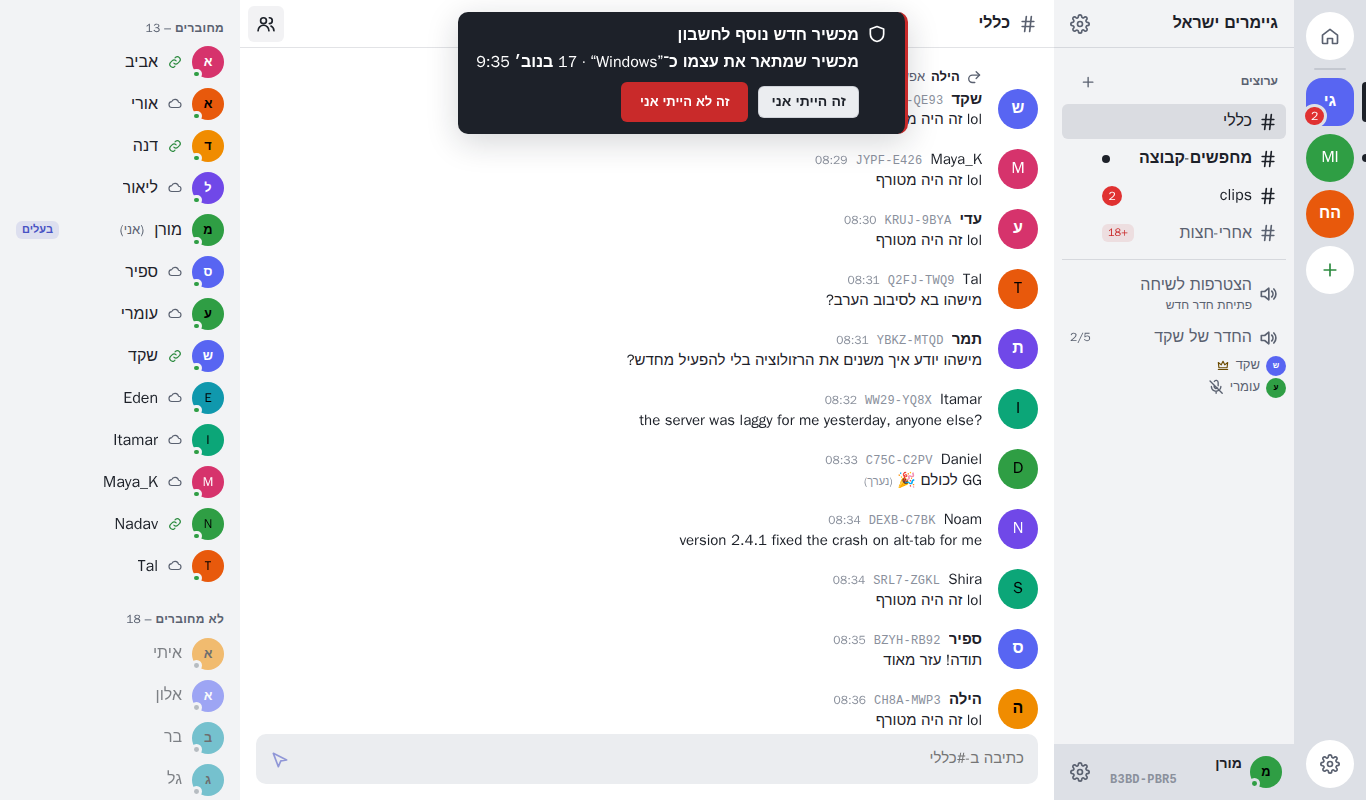 גי
2
MI
הח
גיימרים ישראל
ערוצים
כללי
מחפשים-קבוצה
clips
2
אחרי-חצות
18+
הצטרפות לשיחה
פתיחת חדר חדש
החדר של שקד
2/5
ש
שקד
ע
עומרי
מ
מורן
B3BD-PBR5
# כללי
מכשיר חדש נוסף לחשבון
מכשיר שמתאר את עצמו כ־“Windows” · 17 בנוב׳ 9:35
זה הייתי אני
זה לא הייתי אני
הילה
ש
שקד
lol זה היה
M
Maya_K JYPF-E426 08:29
lol זה היה מטורף
ע
עדי KRUJ-9BYA 08:30
lol זה היה מטורף
T
Tal Q2FJ-TWQ9 08:31
מישהו בא לסיבוב הערב?
ת
תמר YBKZ-MTQD 08:31
מישהו יודע איך משנים את הרזולוציה בלי להפעיל מחדש?
I
Itamar WW29-YQ8X 08:32
the server was laggy for me yesterday, anyone else?
D
Daniel C75C-C2PV 08:33
GG לכולם 🎉 (נערך)
N
Noam DEXB-C7BK 08:34
version 2.4.1 fixed the crash on alt-tab for me
S
Shira SRL7-ZGKL 08:34
lol זה היה מטורף
ס
ספיר BZYH-RB92 08:35
תודה! עזר מאוד
ה
הילה CH8A-MWP3 08:36
lol זה היה מטורף
כתיבה ב-#כללי
מחוברים – 13
א
אביב
א
אורי
ד
דנה
ל
ליאור
מ
מורן (אני)
בעלים
ס
ספיר
ע
עומרי
ש
שקד
E
Eden
I
Itamar
M
Maya_K
N
Nadav
T
Tal
לא מחוברים – 18
א
איתי
א
אלון
ב
בר
ג
גל